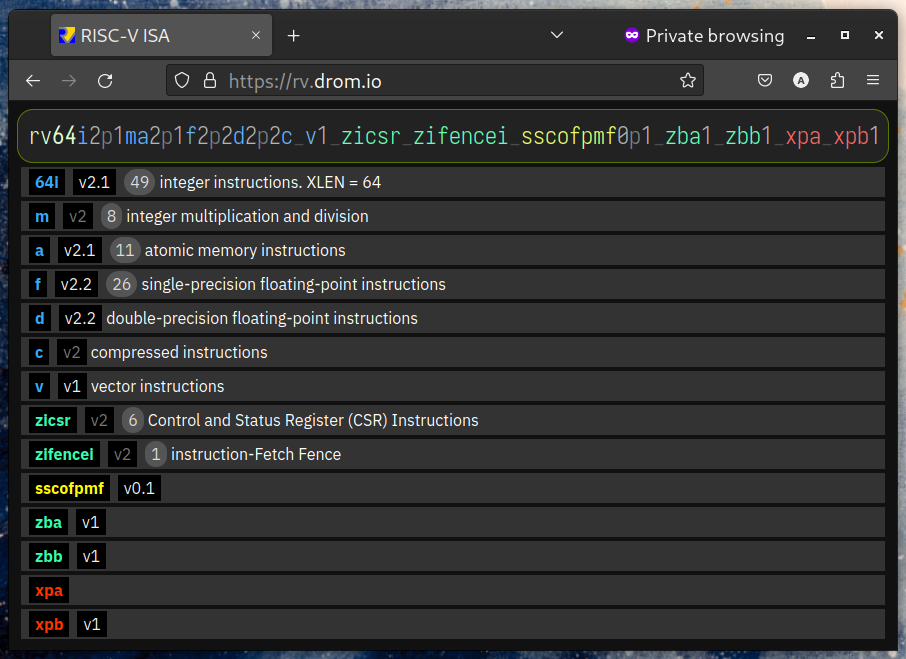 RISC-V ISA
Private browsing
https://rv.drom.io
rv64i2p1ma2p1f2p2d2p2c_v1_zicsr_zifencei_sscofpmf0p1_zba1_zbb1_xpa_xpb1
64i v2.1 49 integer instructions. XLEN = 64
m v2 8 integer multiplication and division
a v2.1 11 atomic memory instructions
f v2.2 26 single-precision floating-point instructions
d v2.2 double-precision floating-point instructions
c v2 compressed instructions
v v1 vector instructions
zicsr v2 6 Control and Status Register (CSR) Instructions
zifencei v2 1 instruction-Fetch Fence
sscofpmf v0.1
zba v1
zbb v1
xpa
xpb v1